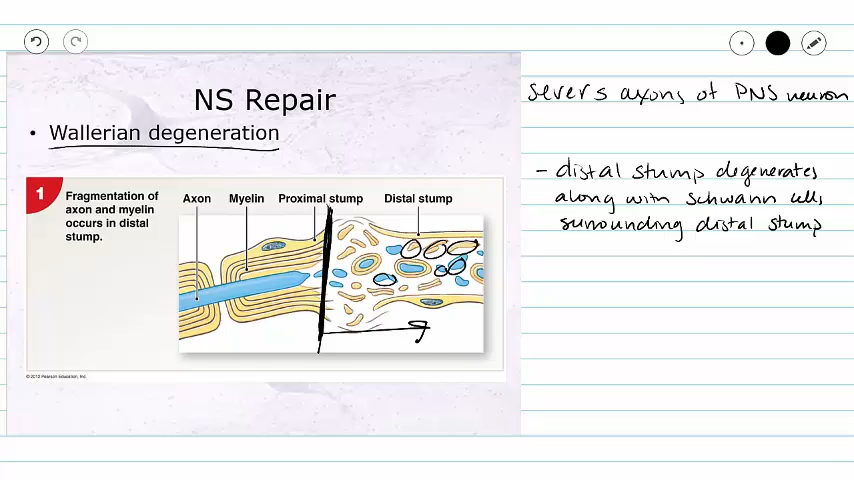 NS Repair
• Wallerian degeneration
1
Fragmentation of
axon and myelin
occurs in distal
stump.
Axon Myelin Proximal stump Distal stump
© 2012 Pearson Education, Inc.
severs axons of PNS neuron
- distal stump degenerates
along with Schwann cells
surrounding distal stump